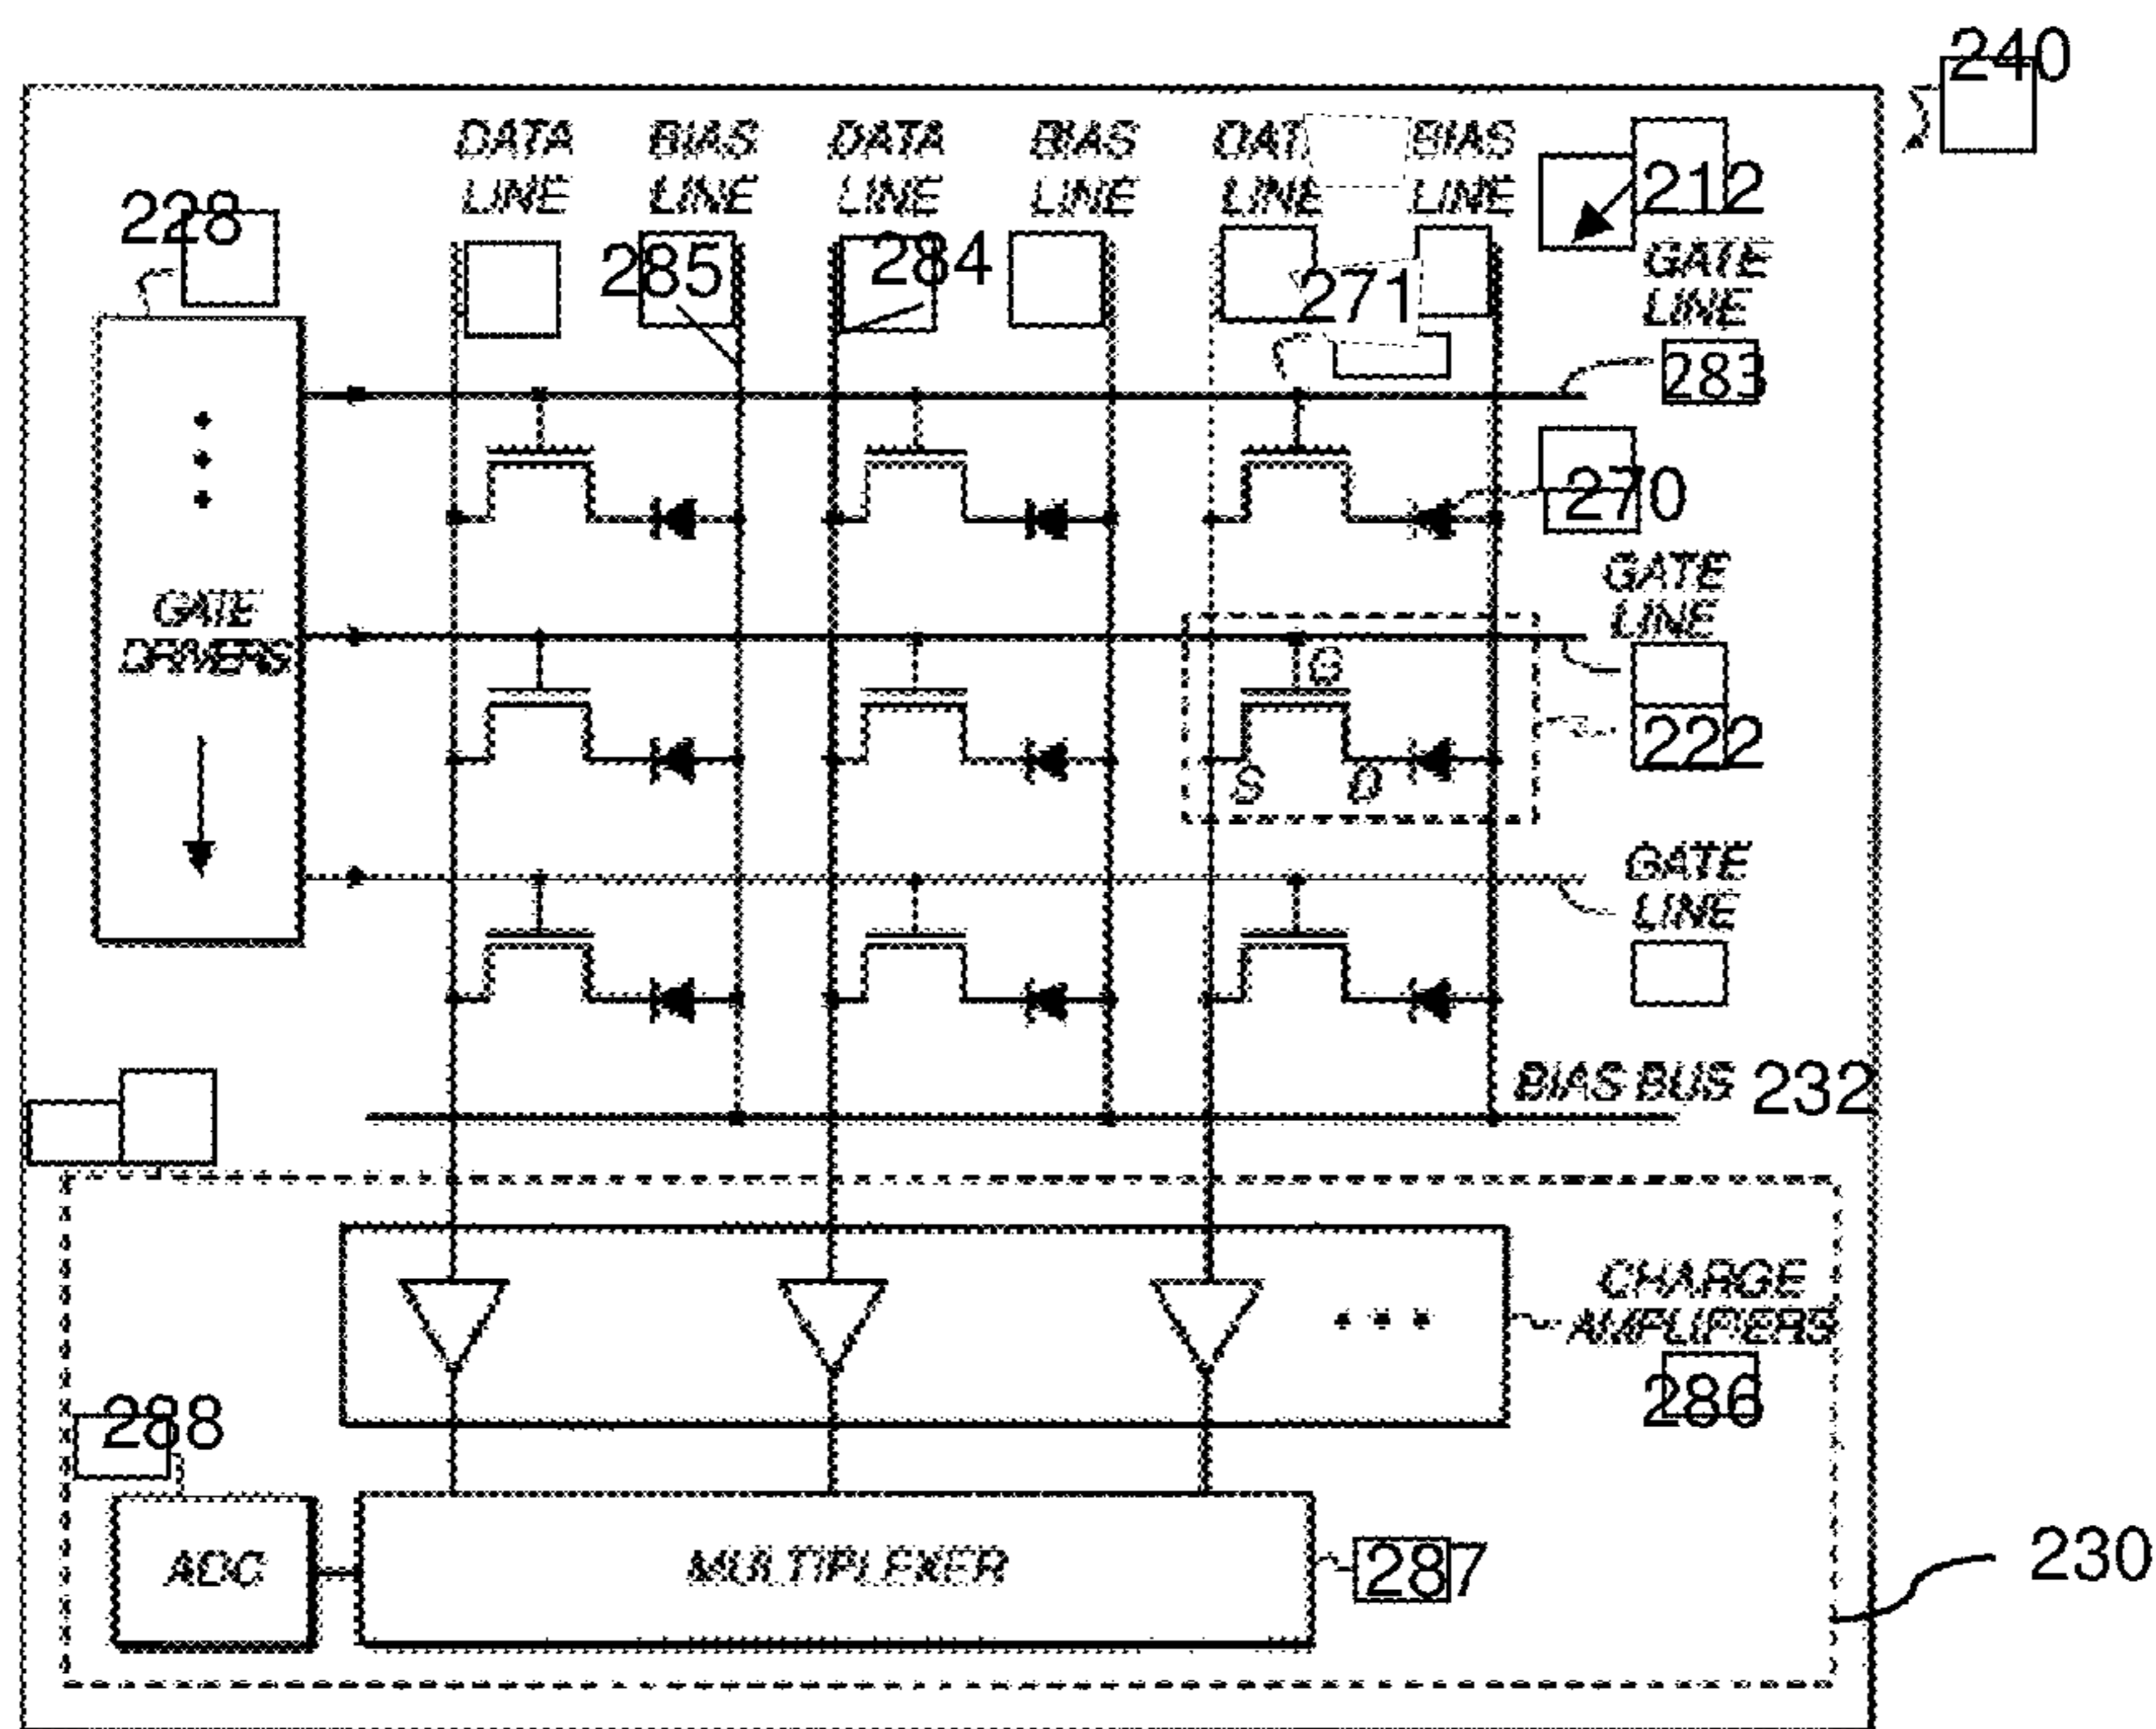 240
DATA LINE
BIAS LINE
DATA LINE
BIAS LINE
DAT LINE
BIAS LINE
212
228
285
284
271
GATE LINE
283
270
GATE DRIVERS
GATE LINE
G
222
S
D
GATE LINE
BIAS BUS 232
CHARGE AMPLIFIERS
286
288
ADC
MULTIPLEXER
287
230